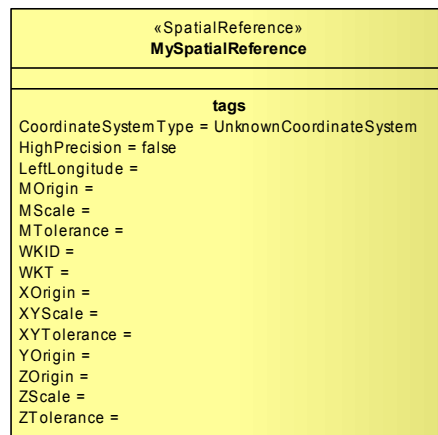 «SpatialReference»
MySpatialReference
tags
CoordinateSystemType = UnknownCoordinateSystem
HighPrecision = false
LeftLongitude =
MOrigin =
MScale =
MTolerance =
WKID =
WKT =
XOrigin =
XYScale =
XYTolerance =
YOrigin =
ZOrigin =
ZScale =
ZTolerance =